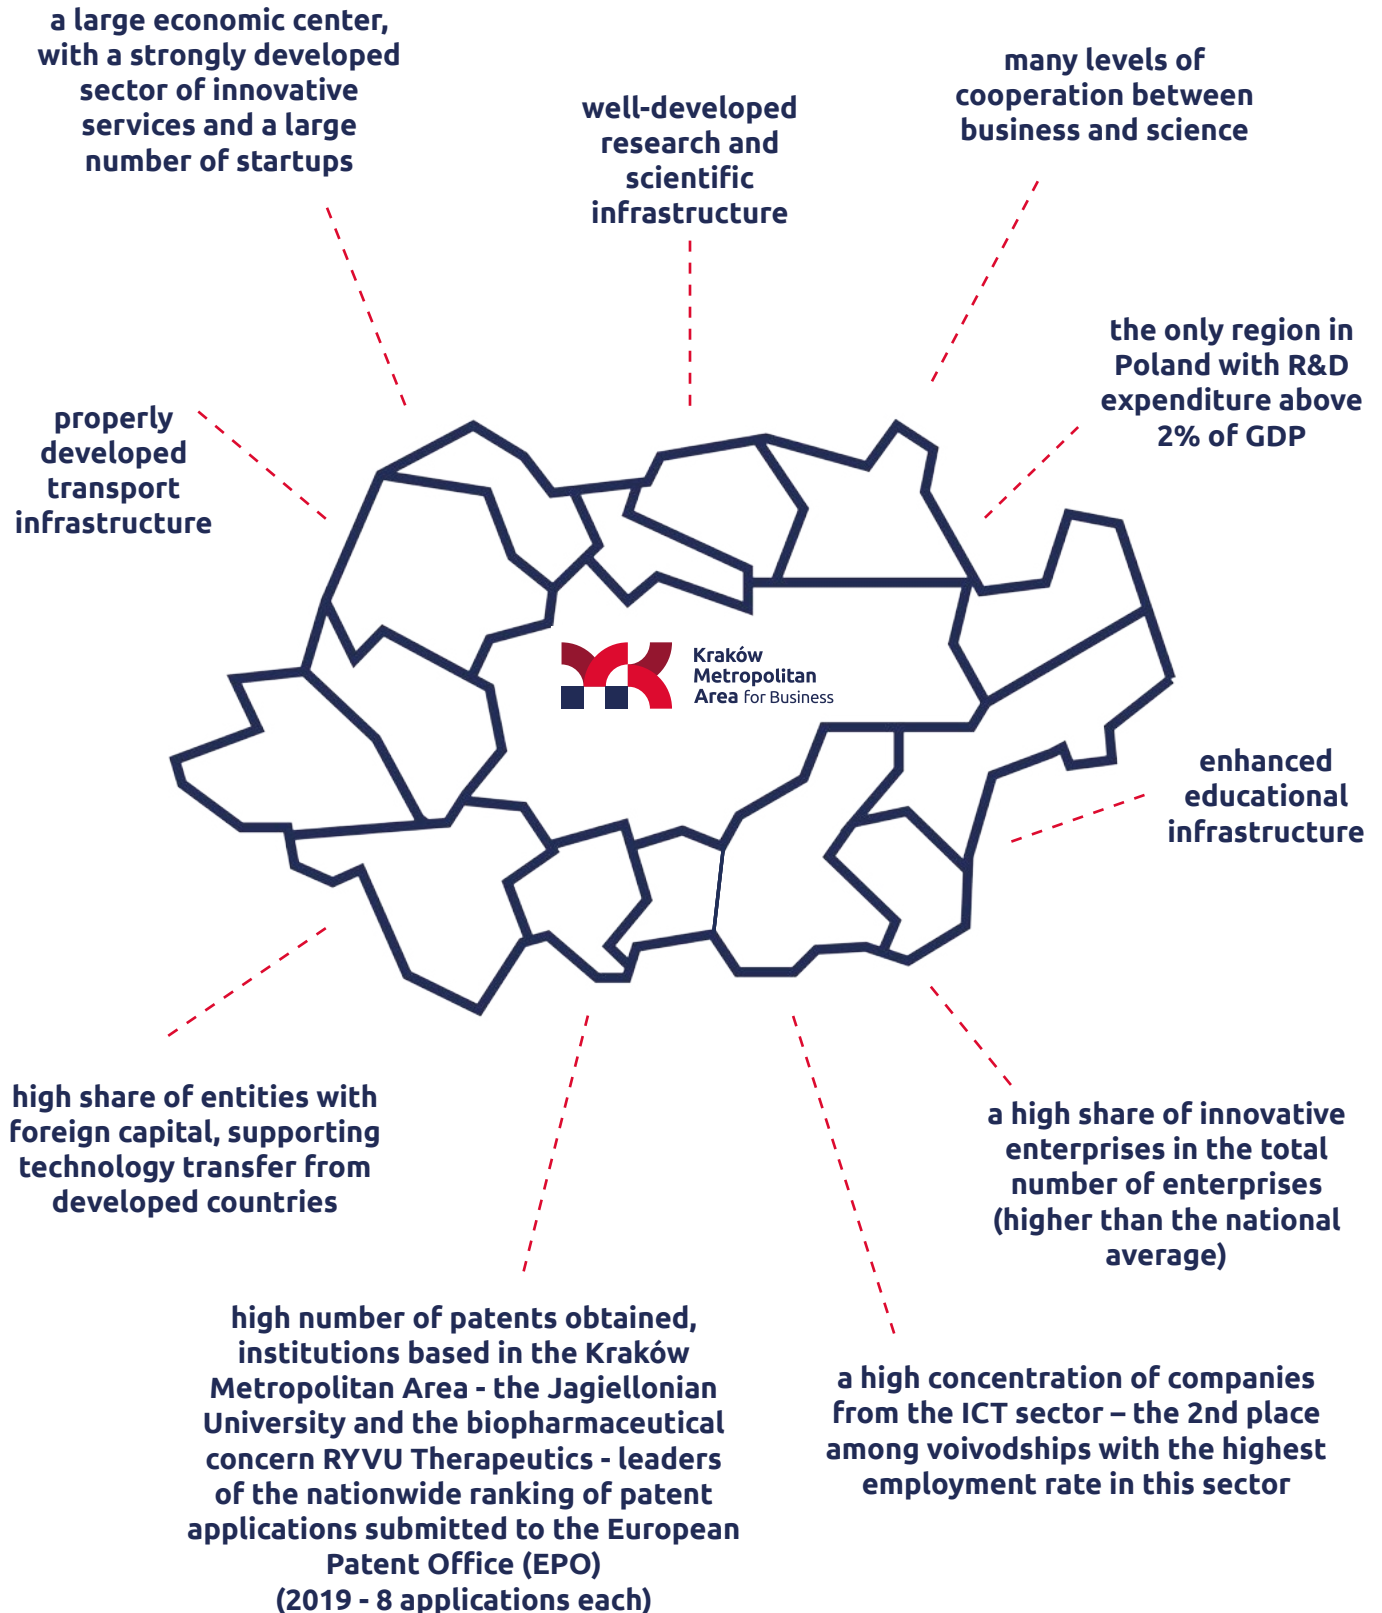 a large economic center,
with a strongly developed
sector of innovative
services and a large
number of startups
well-developed
research and
scientific
infrastructure
many levels of
cooperation between
business and science
the only region in
Poland with R&D
expenditure above
2% of GDP
properly
developed
transport
infrastructure
Kraków
Metropolitan
Area for Business
enhanced
educational
infrastructure
high share of entities with
foreign capital, supporting
technology transfer from
developed countries
a high share of innovative
enterprises in the total
number of enterprises
(higher than the national
average)
high number of patents obtained,
institutions based in the Kraków
Metropolitan Area - the Jagiellonian
University and the biopharmaceutical
concern RYVU Therapeutics - leaders
of the nationwide ranking of patent
applications submitted to the European
Patent Office (EPO)
(2019 - 8 applications each)
a high concentration of companies
from the ICT sector – the 2nd place
among voivodships with the highest
employment rate in this sector